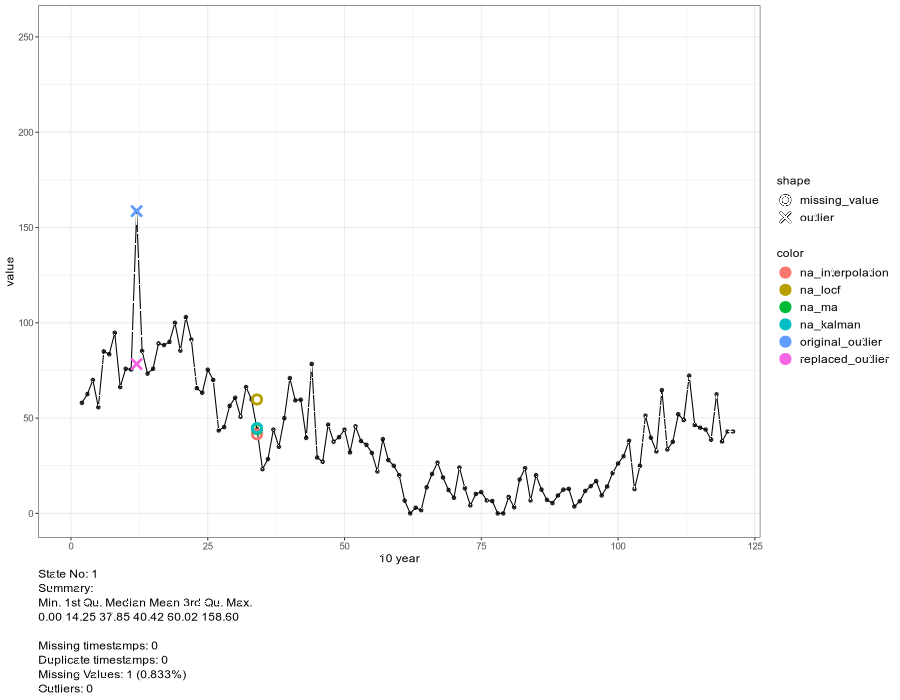 250
200
150
100
50
0
value
0 25 50 75 100 125
10 year
shape
missing_value
outlier
color
na_interpolation
na_locf
na_ma
na_kalman
original_outlier
replaced_outlier
State No: 1
Summary:
Min. 1st Qu. Median Mean 3rd Qu. Max.
0.00 14.25 37.85 40.42 60.02 158.60
Missing timestamps: 0
Duplicate timestamps: 0
Missing Values: 1 (0.833%)
Outliers: 0